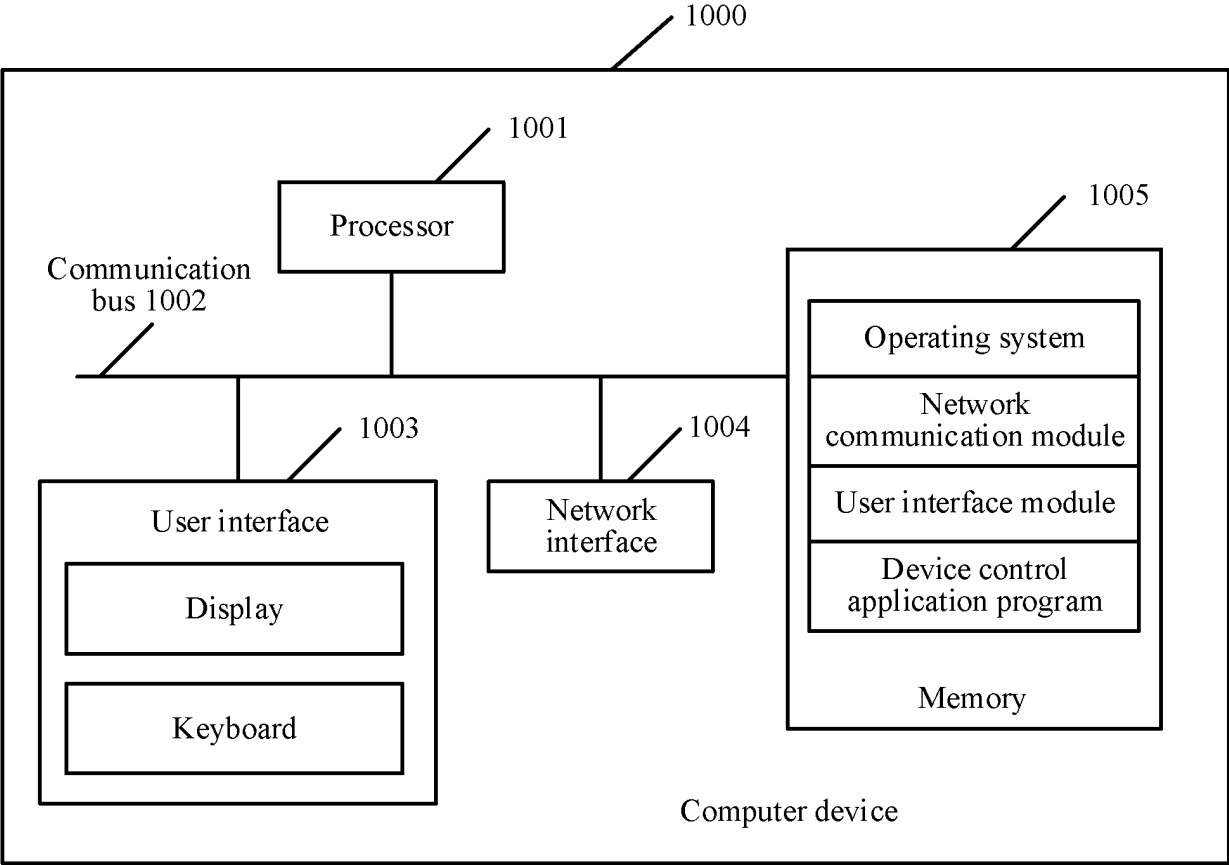 1000
1001
Processor
1005
Communication
bus 1002
Operating system
Network
communication module
User interface module
Device control
application program
Memory
1003
User interface
Display
Keyboard
1004
Network
interface
Computer device